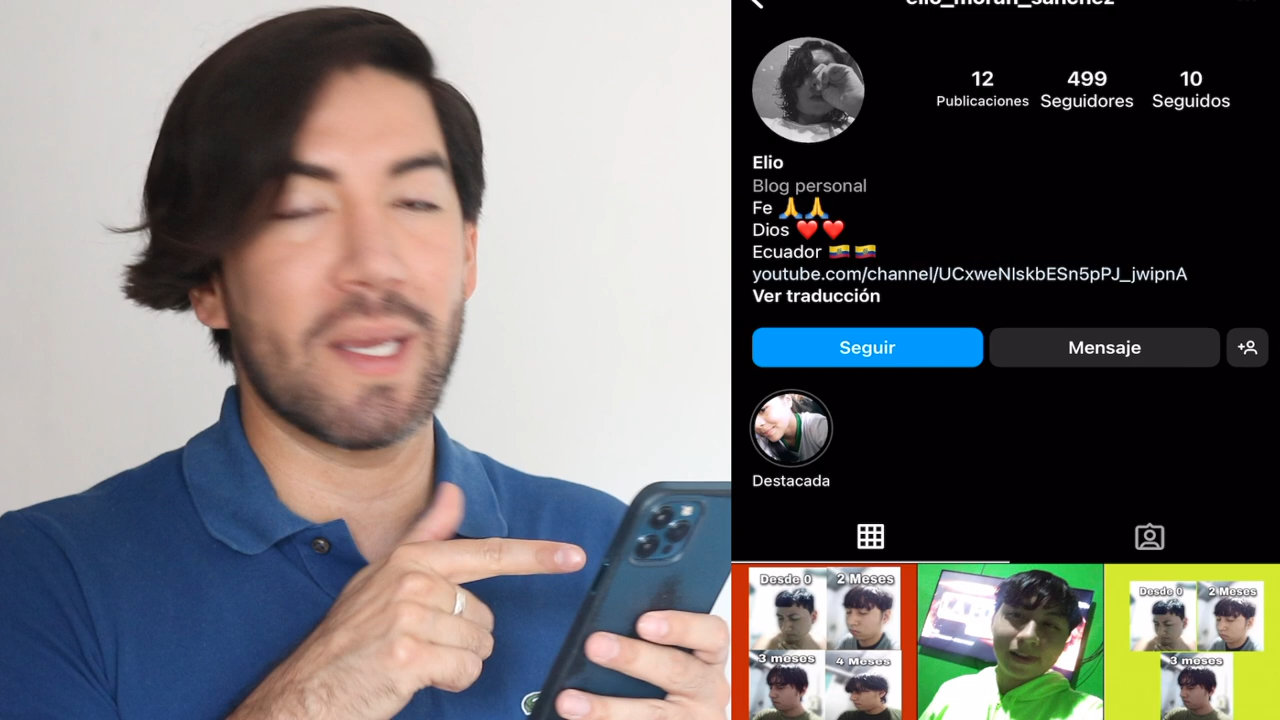 12 499 10
Publicaciones Seguidores Seguidos
Elio
Blog personal
Fe 🙏🙏
Dios ❤️❤️
Ecuador 🇪🇨 🇪🇨
youtube.com/channel/UCxweNIskbESn5pPJ_jwipnA
Ver traducción
Seguir Mensaje
Destacada
Desde 0 2 Meses
3 meses 4 Meses
Desde 0 2 Meses
3 meses